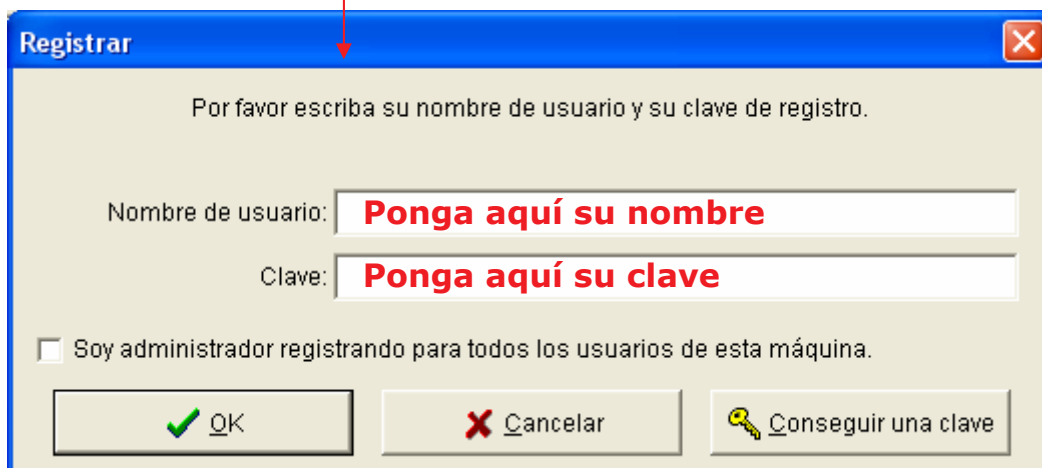 Registrar
Por favor escriba su nombre de usuario y su clave de registro.
Nombre de usuario: Ponga aquí su nombre
Clave: Ponga aquí su clave
Soy administrador registrando para todos los usuarios de esta máquina.
OK Cancelar Conseguir una clave